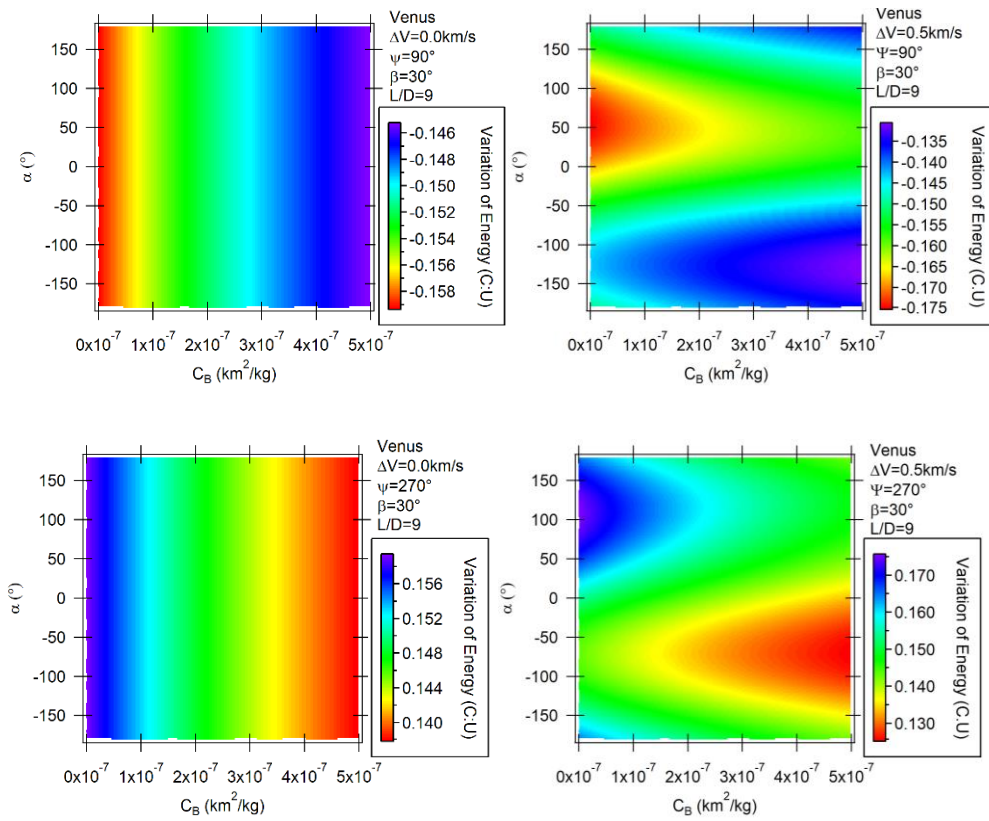 Venus
ΔV=0.0km/s
ψ=90°
β=30°
L/D=9
150
100
50
0
-50
-100
-150
α (°)
-0.146
-0.148
-0.150
-0.152
-0.154
-0.156
-0.158
Variation of Energy (C:U)
0x10⁻⁷ 1x10⁻⁷ 2x10⁻⁷ 3x10⁻⁷ 4x10⁻⁷ 5x10⁻⁷
C_B (km²/kg)
Venus
ΔV=0.5km/s
Ψ=90°
β=30°
L/D=9
150
100
50
0
-50
-100
-150
α (°)
-0.135
-0.140
-0.145
-0.150
-0.155
-0.160
-0.165
-0.170
-0.175
Variation of Energy (C:U)
0x10⁻⁷ 1x10⁻⁷ 2x10⁻⁷ 3x10⁻⁷ 4x10⁻⁷ 5x10⁻⁷
C_B (km²/kg)
Venus
ΔV=0.0km/s
ψ=270°
β=30°
L/D=9
150
100
50
0
-50
-100
-150
α (°)
0.156
0.152
0.148
0.144
0.140
Variation of Energy (C:U)
0x10⁻⁷ 1x10⁻⁷ 2x10⁻⁷ 3x10⁻⁷ 4x10⁻⁷ 5x10⁻⁷
C_B (km²/kg)
Venus
ΔV=0.5km/s
Ψ=270°
β=30°
L/D=9
150
100
50
0
-50
-100
-150
α (°)
0.170
0.160
0.150
0.140
0.130
Variation of Energy (C:U)
0x10⁻⁷ 1x10⁻⁷ 2x10⁻⁷ 3x10⁻⁷ 4x10⁻⁷ 5x10⁻⁷
C_B (km²/kg)